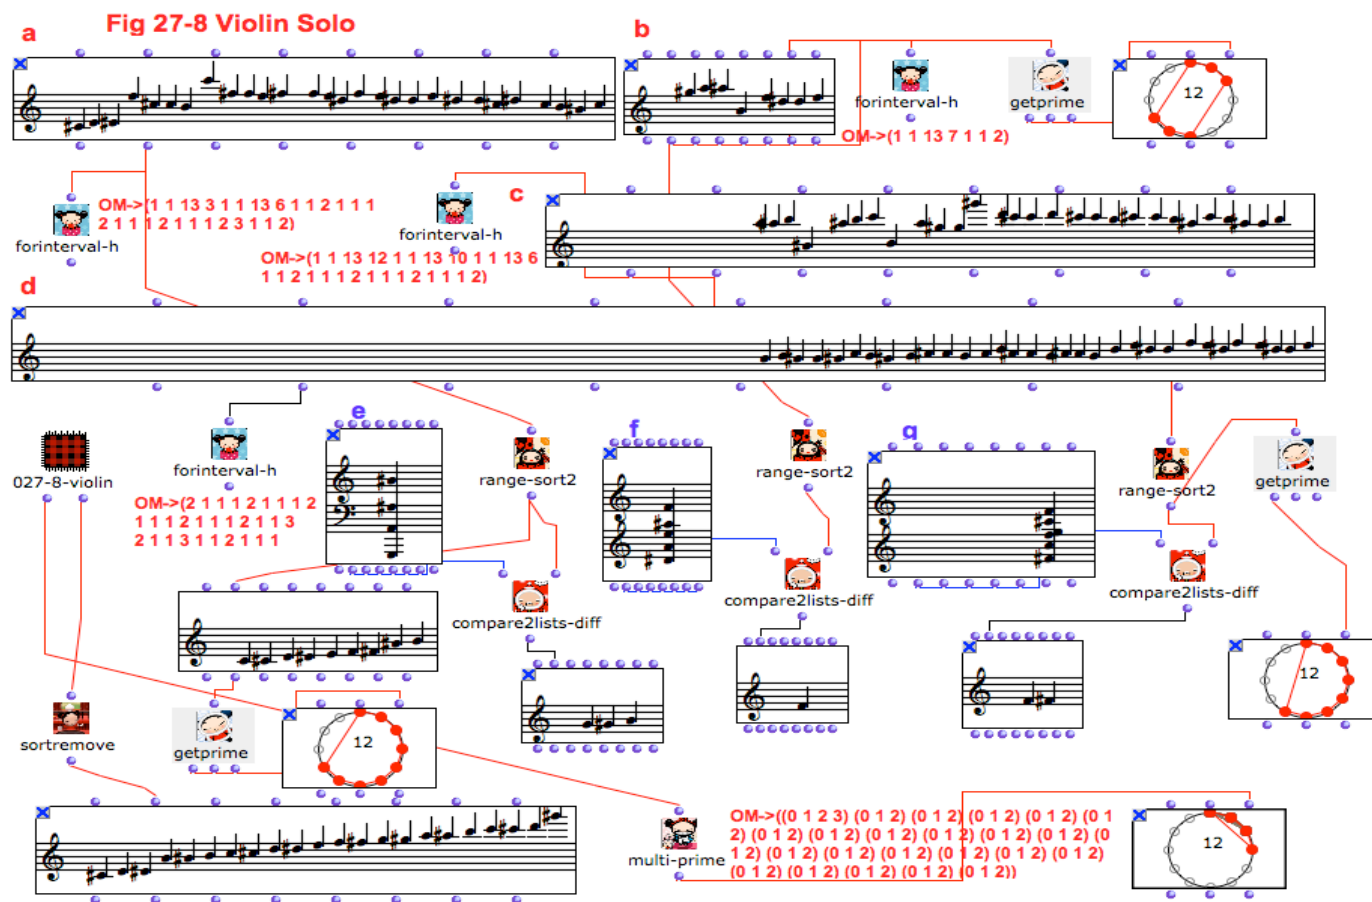 Fig 27-8 Violin Solo
a
b
forinterval-h
getprime
12
OM->(1 1 13 7 1 1 2)
c
OM->(1 1 13 3 1 1 13 6 1 1 2 1 1 1
2 1 1 1 2 1 1 1 2 3 1 1 2)
forinterval-h
forinterval-h
OM->(1 1 13 12 1 1 13 10 1 1 13 6
1 1 2 1 1 1 2 1 1 1 2 1 1 1 2)
d
e
f
g
027-8-violin
forinterval-h
range-sort2
range-sort2
range-sort2
getprime
OM->(2 1 1 1 2 1 1 1 2
1 1 1 2 1 1 1 2 1 1 3
2 1 1 3 1 1 2 1 1 1
compare2lists-diff
compare2lists-diff
compare2lists-diff
12
sortremove
getprime
12
multi-prime
OM->((0 1 2 3) (0 1 2) (0 1 2) (0 1 2) (0 1 2) (0 1
2) (0 1 2) (0 1 2) (0 1 2) (0 1 2) (0 1 2) (0 1 2) (0
1 2) (0 1 2) (0 1 2) (0 1 2) (0 1 2) (0 1 2) (0 1 2)
(0 1 2) (0 1 2) (0 1 2) (0 1 2) (0 1 2))
12